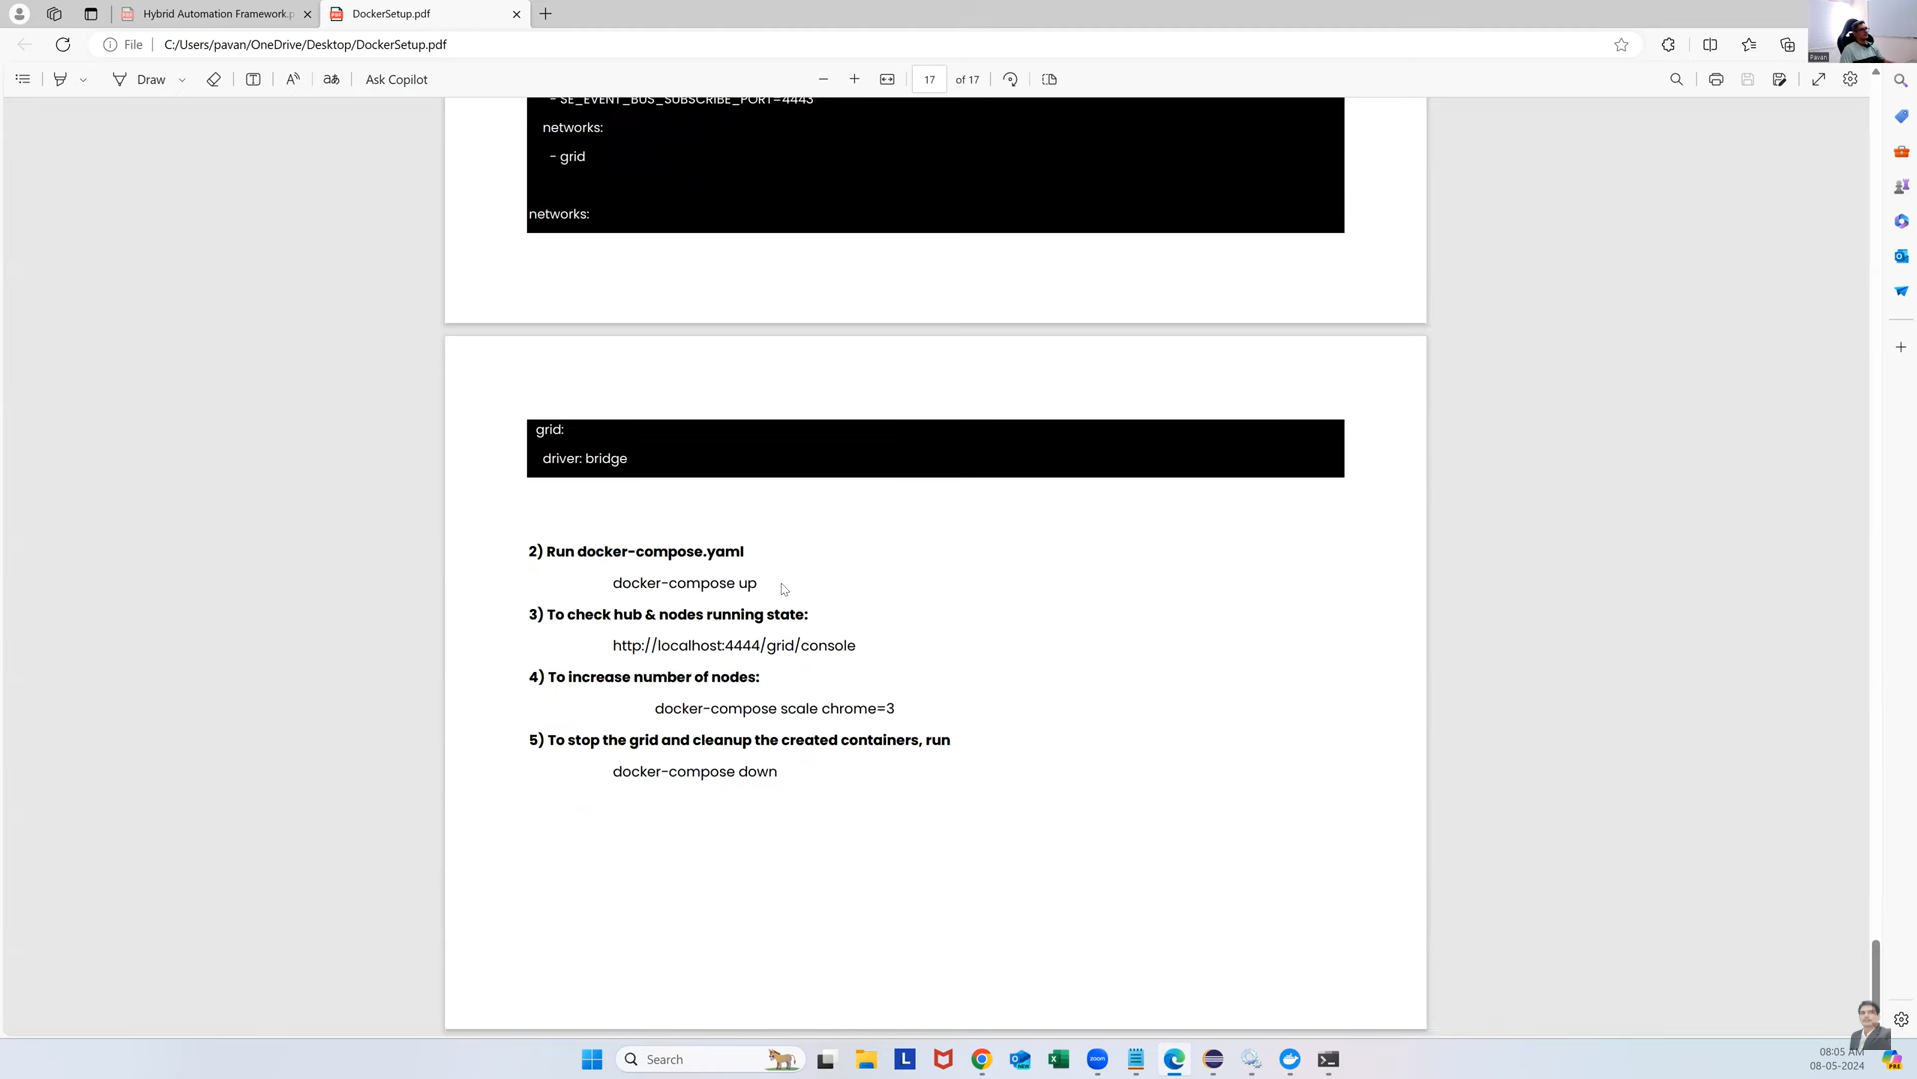 Hybrid Automation Framework.p
DockerSetup.pdf
File
C:/Users/pavan/OneDrive/Desktop/DockerSetup.pdf
Pavan
Draw
Ask Copilot
17 of 17
- SE_EVENT_BUS_SUBSCRIBE_PORT=4443
networks:
- grid
networks:
grid:
driver: bridge
2) Run docker-compose.yaml
docker-compose up
3) To check hub & nodes running state:
http://localhost:4444/grid/console
4) To increase number of nodes:
docker-compose scale chrome=3
5) To stop the grid and cleanup the created containers, run
docker-compose down
Search
08:05 AM
08-05-2024